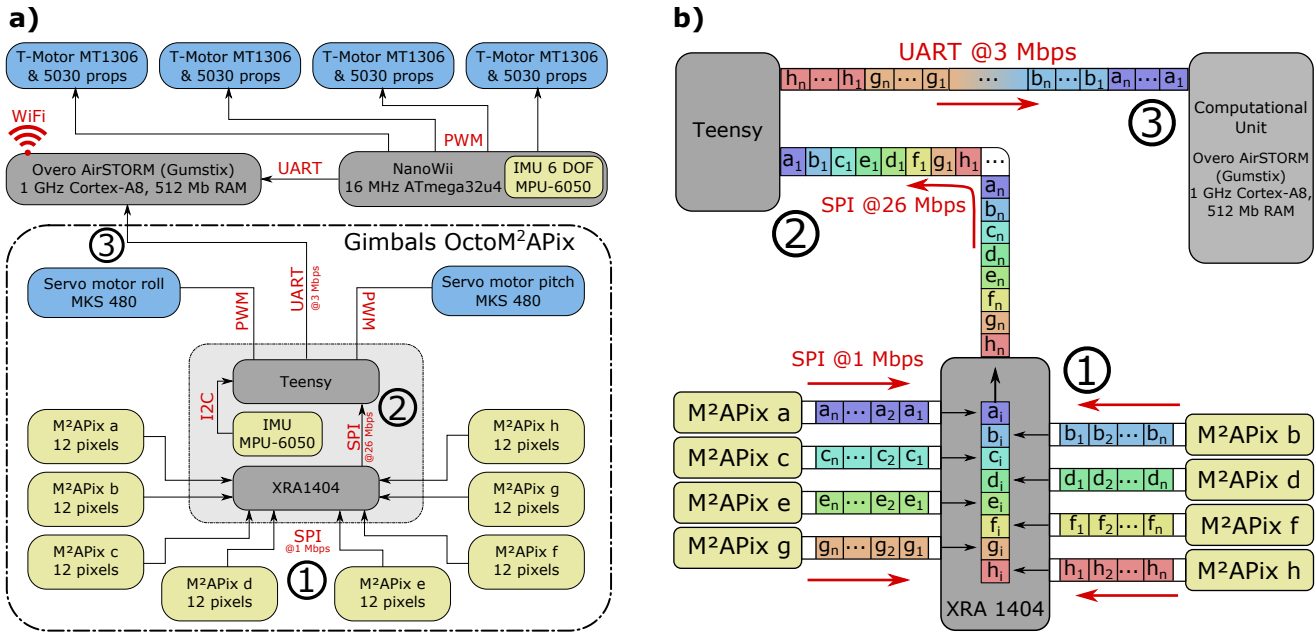 a)
T-Motor MT1306
& 5030 props
T-Motor MT1306
& 5030 props
T-Motor MT1306
& 5030 props
T-Motor MT1306
& 5030 props
WiFi
PWM
Overo AirSTORM (Gumstix)
1 GHz Cortex-A8, 512 Mb RAM
UART
NanoWii
16 MHz ATmega32u4
IMU 6 DOF
MPU-6050
3
Gimbals OctoM²APix
Servo motor roll
MKS 480
PWM
UART
@3 Mbps
PWM
Servo motor pitch
MKS 480
Teensy
I2C
IMU
MPU-6050
SPI
@26 Mbps
2
XRA1404
M²APix a
12 pixels
M²APix b
12 pixels
M²APix c
12 pixels
M²APix d
12 pixels
SPI
@1 Mbps
1
M²APix e
12 pixels
M²APix h
12 pixels
M²APix g
12 pixels
M²APix f
12 pixels
b)
UART @3 Mbps
Teensy
hₙ ... h₁ gₙ ... g₁ ... bₙ ... b₁ aₙ ... a₁
3
Computational
Unit
Overo AirSTORM
(Gumstix)
1 GHz Cortex-A8,
512 Mb RAM
a₁ b₁ c₁ e₁ d₁ f₁ g₁ h₁ ...
SPI @26 Mbps
2
aₙ
bₙ
cₙ
dₙ
eₙ
fₙ
gₙ
hₙ
SPI @1 Mbps
1
M²APix a
aₙ ... a₂ a₁
M²APix c
cₙ ... c₂ c₁
M²APix e
eₙ ... e₂ e₁
M²APix g
gₙ ... g₂ g₁
aᵢ
bᵢ
cᵢ
dᵢ
eᵢ
fᵢ
gᵢ
hᵢ
XRA 1404
b₁ b₂ ... bₙ
M²APix b
d₁ d₂ ... dₙ
M²APix d
f₁ f₂ ... fₙ
M²APix f
h₁ h₂ ... hₙ
M²APix h